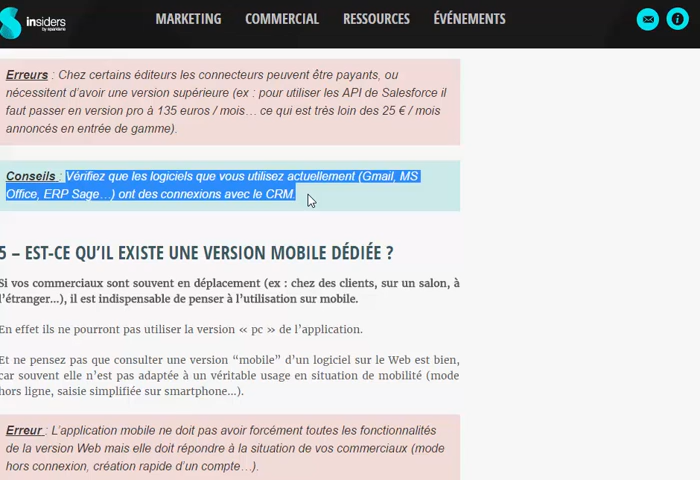 insiders
by sparklane
MARKETING COMMERCIAL RESSOURCES ÉVÉNEMENTS
Erreurs : Chez certains éditeurs les connecteurs peuvent être payants, ou
nécessitent d'avoir une version supérieure (ex : pour utiliser les API de Salesforce il
faut passer en version pro à 135 euros / mois… ce qui est très loin des 25 € / mois
annoncés en entrée de gamme).
Conseils : Vérifiez que les logiciels que vous utilisez actuellement (Gmail, MS
Office, ERP Sage…) ont des connexions avec le CRM.
5 – EST-CE QU'IL EXISTE UNE VERSION MOBILE DÉDIÉE ?
Si vos commerciaux sont souvent en déplacement (ex : chez des clients, sur un salon, à
l'étranger…), il est indispensable de penser à l'utilisation sur mobile.
En effet ils ne pourront pas utiliser la version « pc » de l'application.
Et ne pensez pas que consulter une version "mobile" d'un logiciel sur le Web est bien,
car souvent elle n'est pas adaptée à un véritable usage en situation de mobilité (mode
hors ligne, saisie simplifiée sur smartphone…).
Erreur : L'application mobile ne doit pas avoir forcément toutes les fonctionnalités
de la version Web mais elle doit répondre à la situation de vos commerciaux (mode
hors connexion, création rapide d'un compte…).